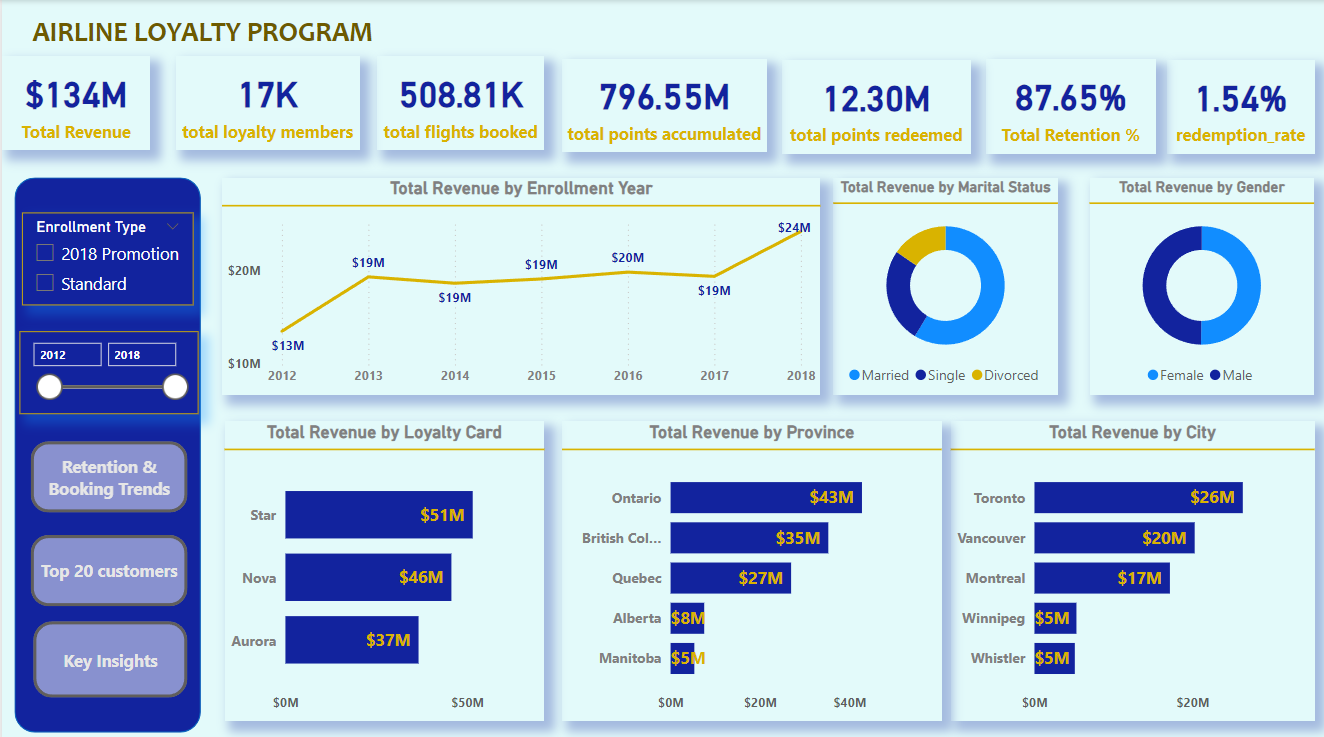 AIRLINE LOYALTY PROGRAM
$134M
Total Revenue
17K
total loyalty members
508.81K
total flights booked
796.55M
total points accumulated
12.30M
total points redeemed
87.65%
Total Retention %
1.54%
redemption_rate
Enrollment Type
2018 Promotion
Standard
2012
2018
Retention &
Booking Trends
Top 20 customers
Key Insights
Total Revenue by Enrollment Year
$20M
$10M
$13M
$19M
$19M
$19M
$20M
$19M
$24M
2012
2013
2014
2015
2016
2017
2018
Total Revenue by Marital Status
Married
Single
Divorced
Total Revenue by Gender
Female
Male
Total Revenue by Loyalty Card
Star
$51M
Nova
$46M
Aurora
$37M
$0M
$50M
Total Revenue by Province
Ontario
$43M
British Col...
$35M
Quebec
$27M
Alberta
$8M
Manitoba
$5M
$0M
$20M
$40M
Total Revenue by City
Toronto
$26M
Vancouver
$20M
Montreal
$17M
Winnipeg
$5M
Whistler
$5M
$0M
$20M